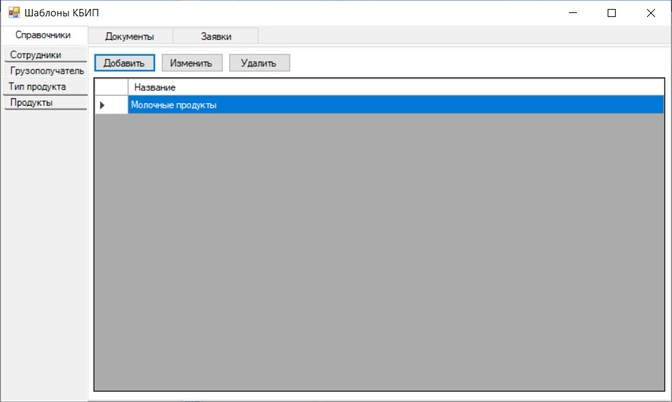 Шаблоны КБИП
Справочники Документы Заявки
Сотрудники
Грузополучатель
Тип продукта
Продукты
Добавить Изменить Удалить
Название
Молочные продукты